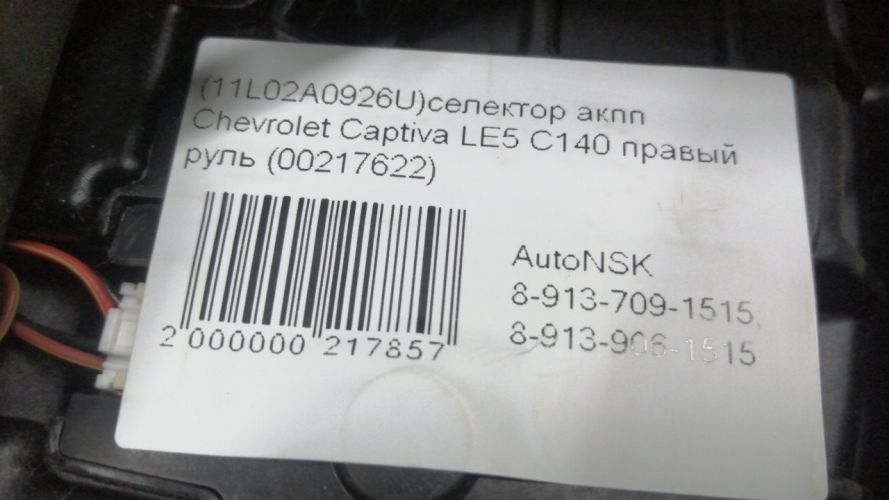 (11L02A0926U)селектор акпп
Chevrolet Captiva LE5 C140 правый
руль (00217622)
AutoNSK
8-913-709-1515,
8-913-906-1515
2 000000 217857